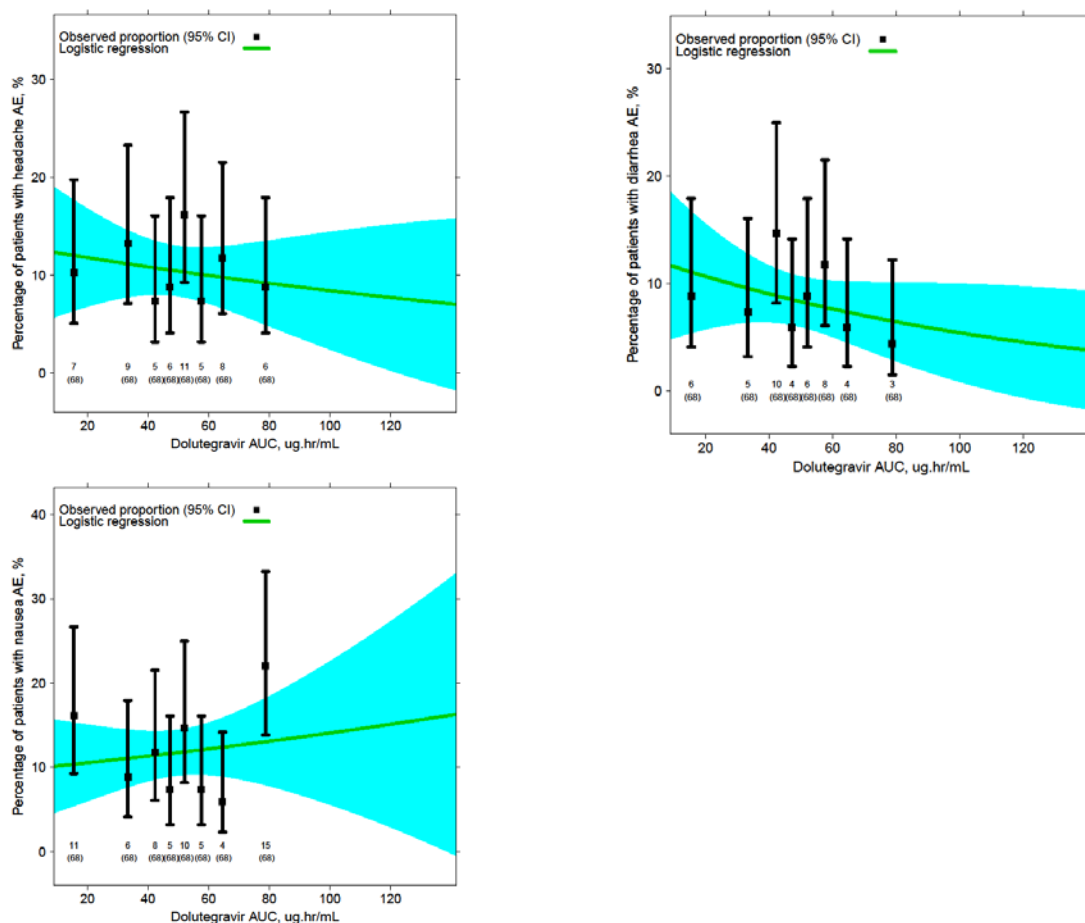 Observed proportion (95% CI)
Logistic regression
Percentage of patients with headache AE, %
30
20
10
0
7 9 5 6 11 5 8 6
(68) (68) (68) (68) (68) (68) (68) (68)
20 40 60 80 100 120
Dolutegravir AUC, ug.hr/mL
Observed proportion (95% CI)
Logistic regression
Percentage of patients with diarrhea AE, %
30
20
10
0
6 5 10 4 6 8 4 3
(68) (68) (68) (68) (68) (68) (68) (68)
20 40 60 80 100 120
Dolutegravir AUC, ug.hr/mL
Observed proportion (95% CI)
Logistic regression
Percentage of patients with nausea AE, %
40
30
20
10
0
11 6 8 5 10 5 4 15
(68) (68) (68) (68) (68) (68) (68) (68)
20 40 60 80 100 120
Dolutegravir AUC, ug.hr/mL